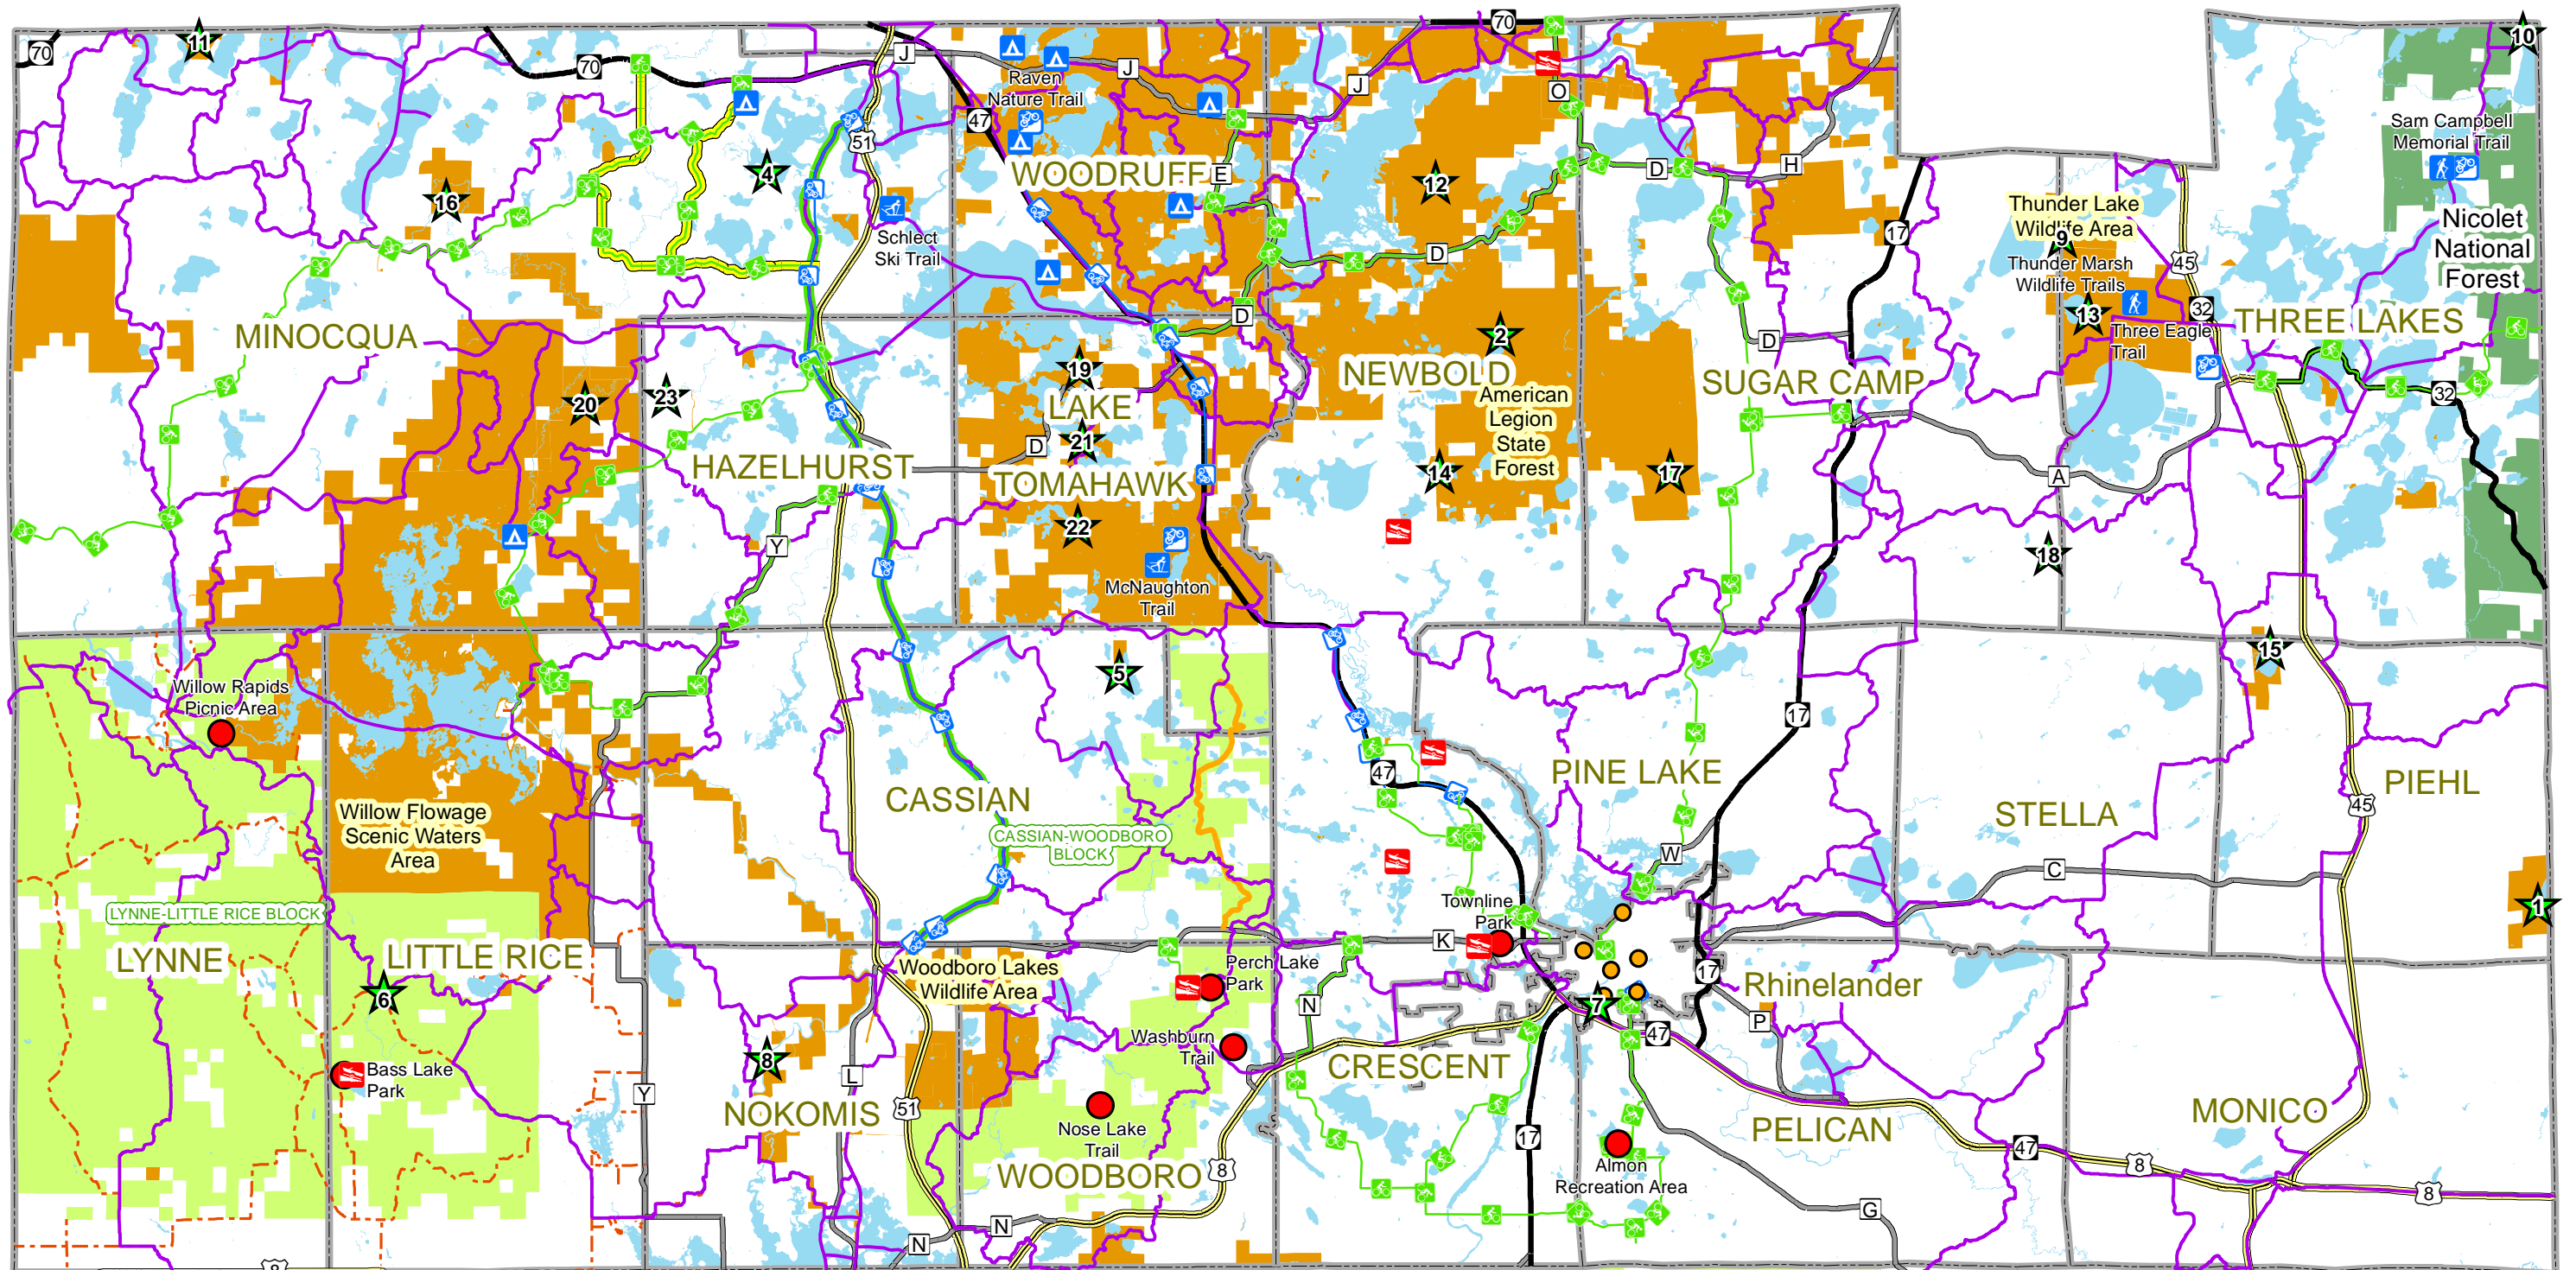 11
70
70
J
70
10
J
J
Raven
Nature Trail
O
47
51
Sam Campbell
Memorial Trail
4
WOODRUFF
E
12
D
H
16
Thunder Lake
Wildlife Area
9
Thunder Marsh
Wildlife Trails
Nicolet
National
Forest
Schlect
Ski Trail
17
D
45
MINOCQUA
D
2
D
13
32
THREE LAKES
Three Eagle
Trail
19
NEWBOLD
SUGAR CAMP
32
20
23
LAKE
American
Legion
State
Forest
21
D
HAZELHURST
TOMAHAWK
14
17
A
22
Y
18
McNaughton
Trail
5
15
Willow Rapids
Picnic Area
17
47
PINE LAKE
PIEHL
CASSIAN
45
Willow Flowage
Scenic Waters
Area
STELLA
CASSIAN-WOODBORO
BLOCK
W
C
LYNNE-LITTLE RICE BLOCK
Townline
Park
1
K
LYNNE
LITTLE RICE
Woodboro Lakes
Wildlife Area
Perch Lake
Park
17
Rhinelander
6
N
7
P
Washburn
Trail
47
8
Bass Lake
Park
L
CRESCENT
Y
NOKOMIS
51
Nose Lake
Trail
MONICO
17
PELICAN
47
WOODBORO
8
Almon
Recreation Area
8
8
N
N
G